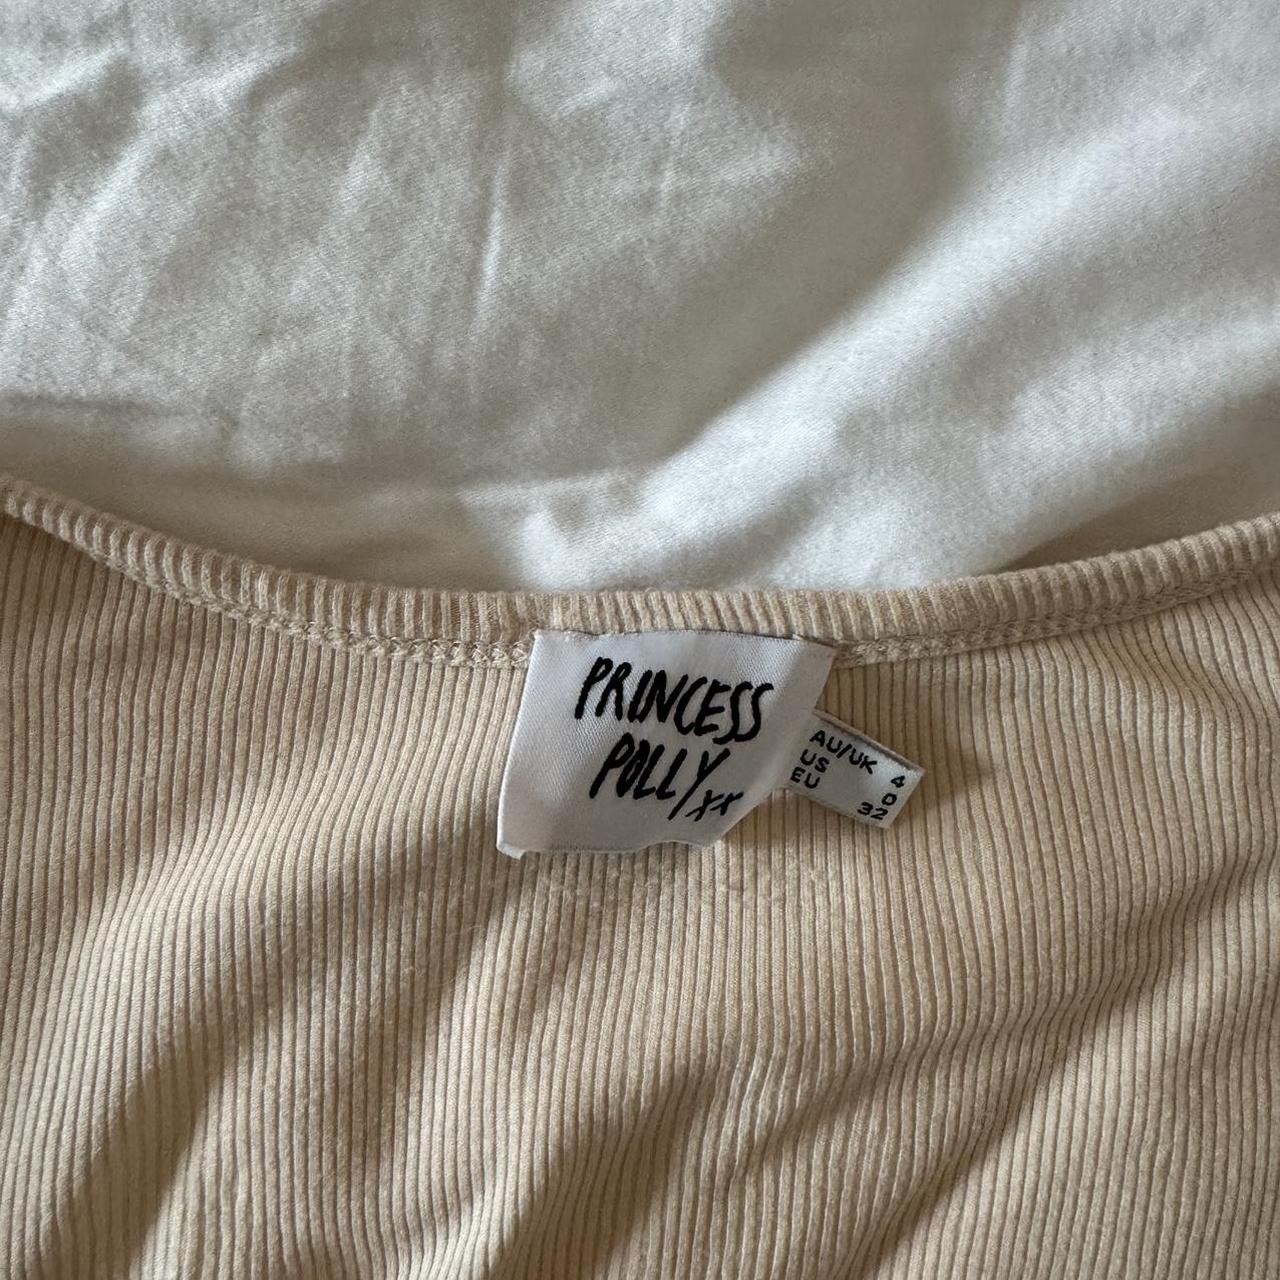 PRINCESS
POLLY xx
AU/UK 4
US 0
EU 32